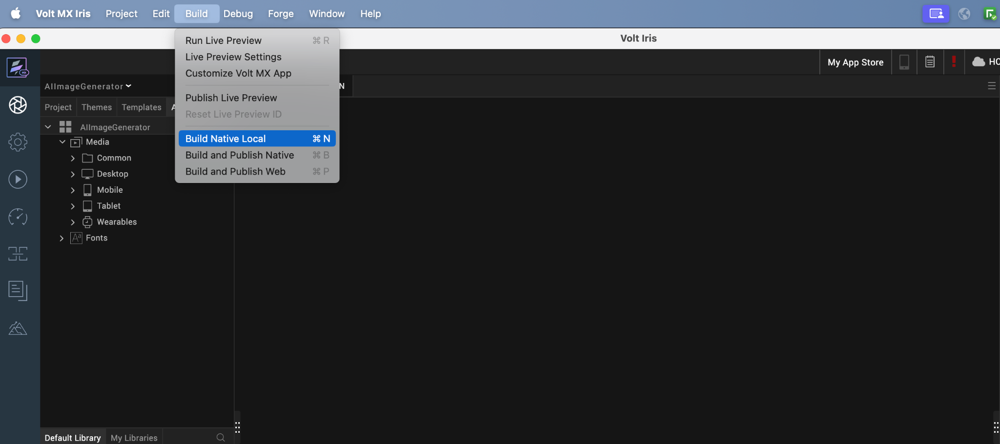 Volt MX Iris Project Edit Build Debug Forge Window Help
Volt Iris
Run Live Preview ⌘ R
Live Preview Settings
Customize Volt MX App
Publish Live Preview
Reset Live Preview ID
Build Native Local ⌘ N
Build and Publish Native ⌘ B
Build and Publish Web ⌘ P
MX
My App Store
HC
AIImageGenerator
N
Project Themes Templates A
AIImageGenerator
Media
Common
Desktop
Mobile
Tablet
Wearables
Aa Fonts
Default Library My Libraries